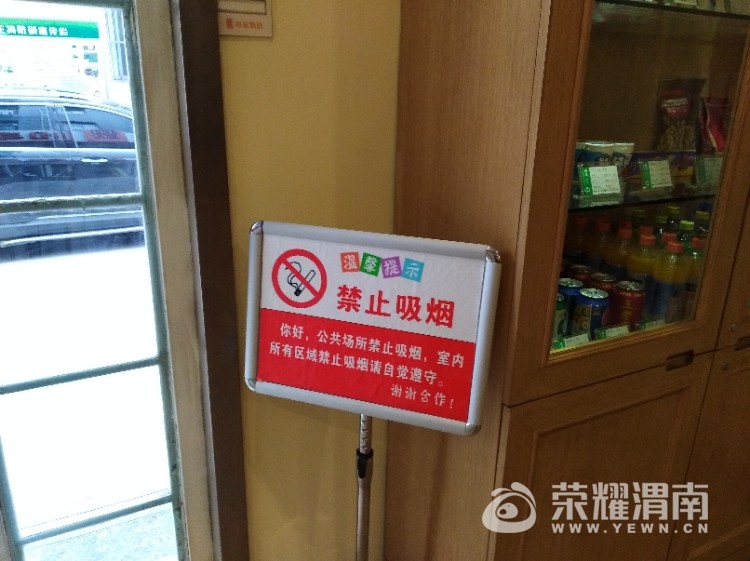 温馨提示
禁止吸烟
你好，公共场所禁止吸烟，室内
所有区域禁止吸烟请自觉遵守。
谢谢合作！
荣耀渭南
WWW.YEWN.CN